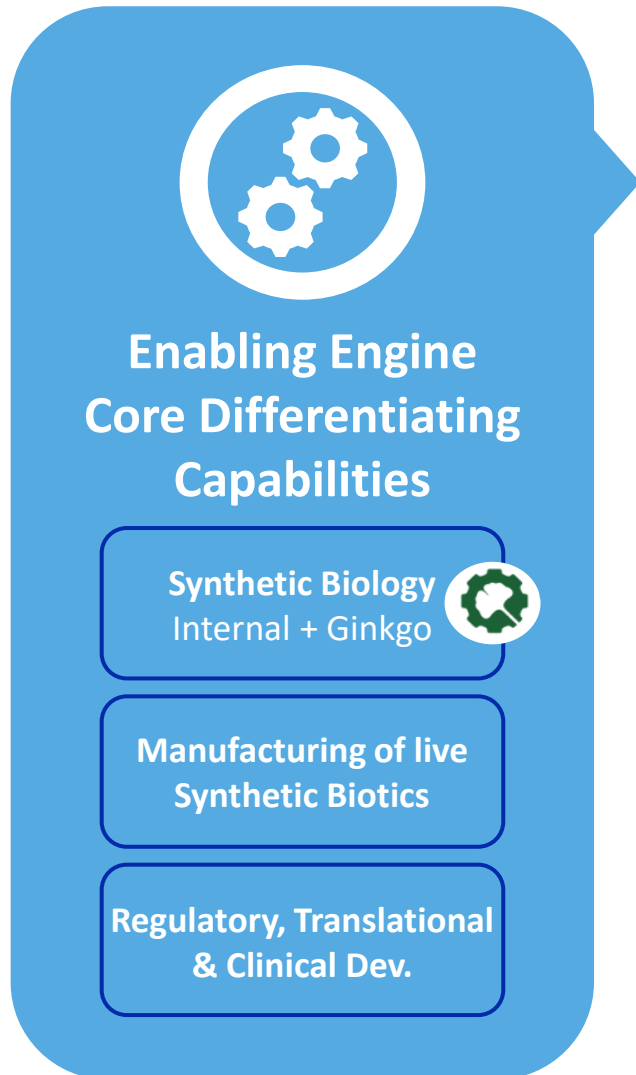 Enabling Engine
Core Differentiating
Capabilities
Synthetic Biology
Internal + Ginkgo
Manufacturing of live
Synthetic Biotics
Regulatory, Translational
& Clinical Dev.